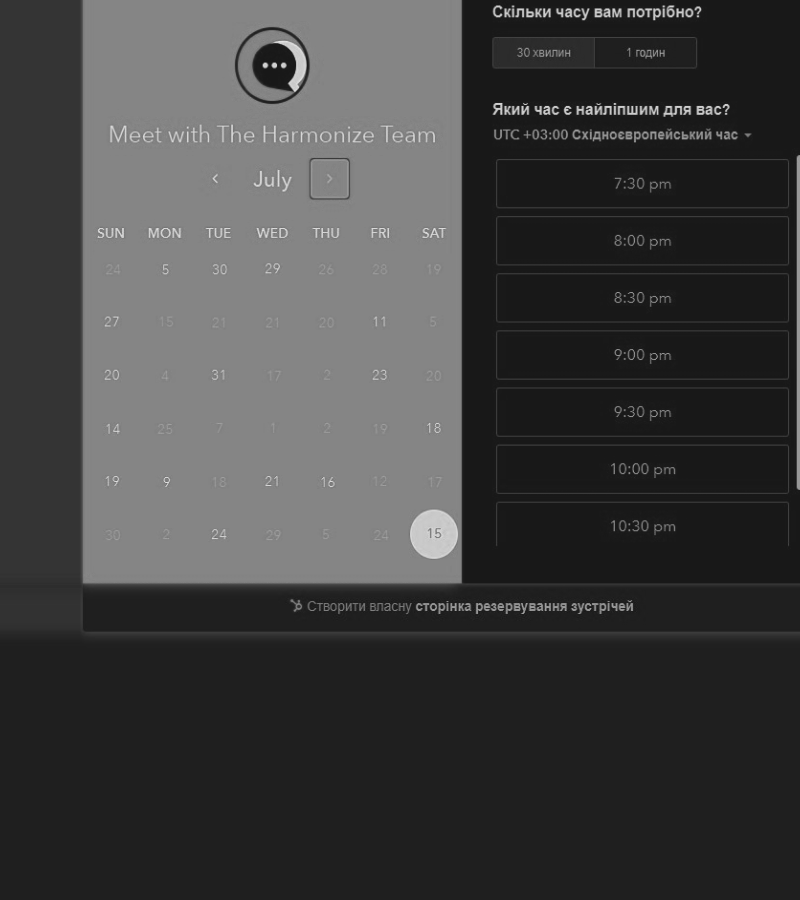 Meet with The Harmonize Team
July
SUN MON TUE WED THU FRI SAT
24 5 30 29 26 28 19
27 15 21 21 20 11 5
20 4 31 17 2 23 20
14 25 7 1 2 19 18
19 9 18 21 16 12 17
30 2 24 29 5 24 15
Скільки часу вам потрібно?
30 хвилин 1 годин
Який час є найліпшим для вас?
UTC +03:00 Східноєвропейський час
7:30 pm
8:00 pm
8:30 pm
9:00 pm
9:30 pm
10:00 pm
10:30 pm
Створити власну сторінка резервування зустрічей